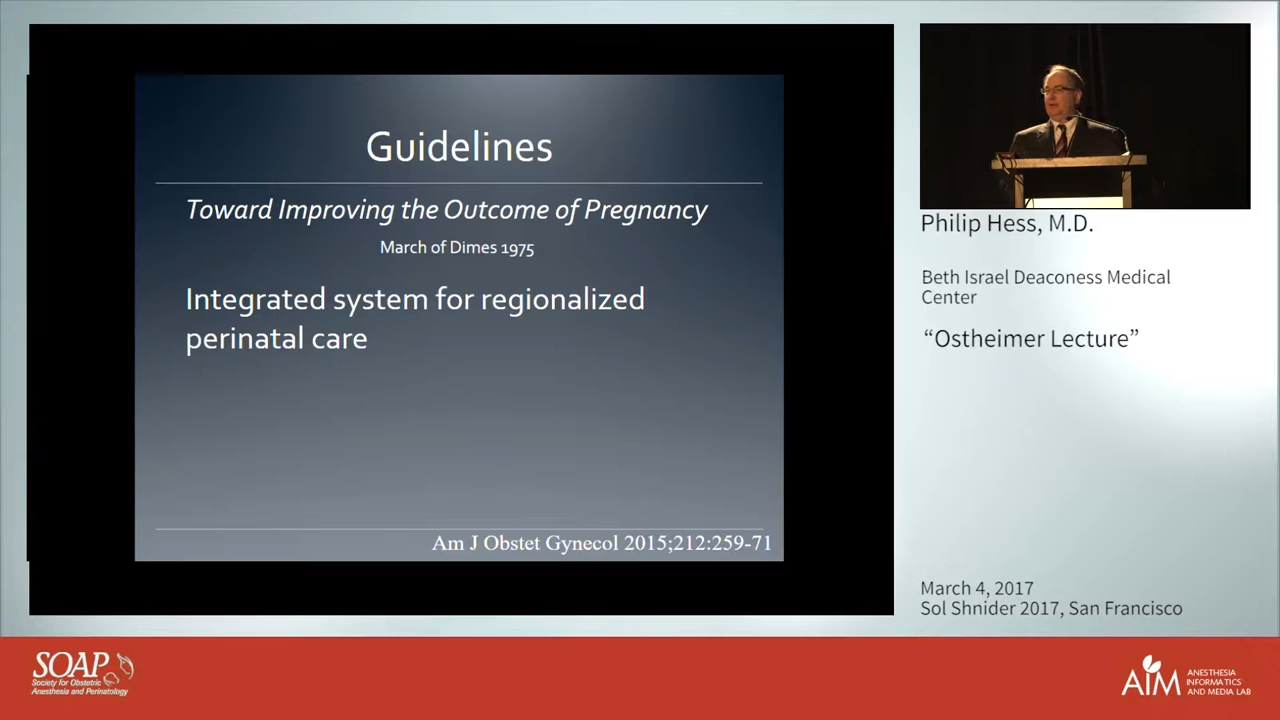 Guidelines
Toward Improving the Outcome of Pregnancy
March of Dimes 1975
Integrated system for regionalized
perinatal care
Am J Obstet Gynecol 2015;212:259-71
Philip Hess, M.D.
Beth Israel Deaconess Medical
Center
“Ostheimer Lecture”
March 4, 2017
Sol Shnider 2017, San Francisco
SOAP
Society for Obstetric
Anesthesia and Perinatology
AIM
ANESTHESIA
INFORMATICS
AND MEDIA LAB